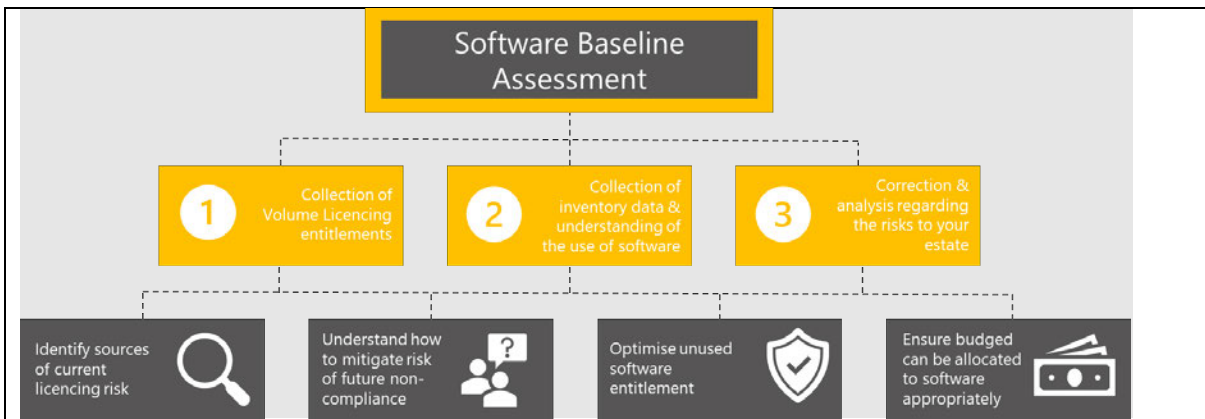 Software Baseline
Assessment
1
Collection of
Volume Licencing
entitlements
2
Collection of
inventory data &
understanding of
the use of software
3
Correction &
analysis regarding
the risks to your
estate
Identify sources
of current
licencing risk
Understand how
to mitigate risk
of future non-
compliance
?
Optimise unused
software
entitlement
Ensure budgeted
can be allocated
to software
appropriately